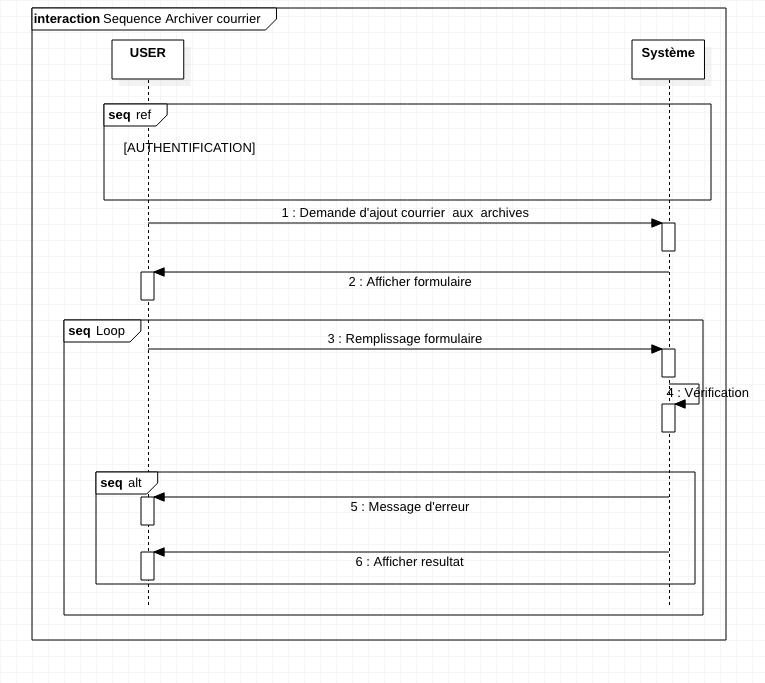 interaction Sequence Archiver courrier
USER
Système
seq ref
[AUTHENTIFICATION]
1 : Demande d'ajout courrier aux archives
2 : Afficher formulaire
seq Loop
3 : Remplissage formulaire
4 : Vérification
seq alt
5 : Message d'erreur
6 : Afficher resultat